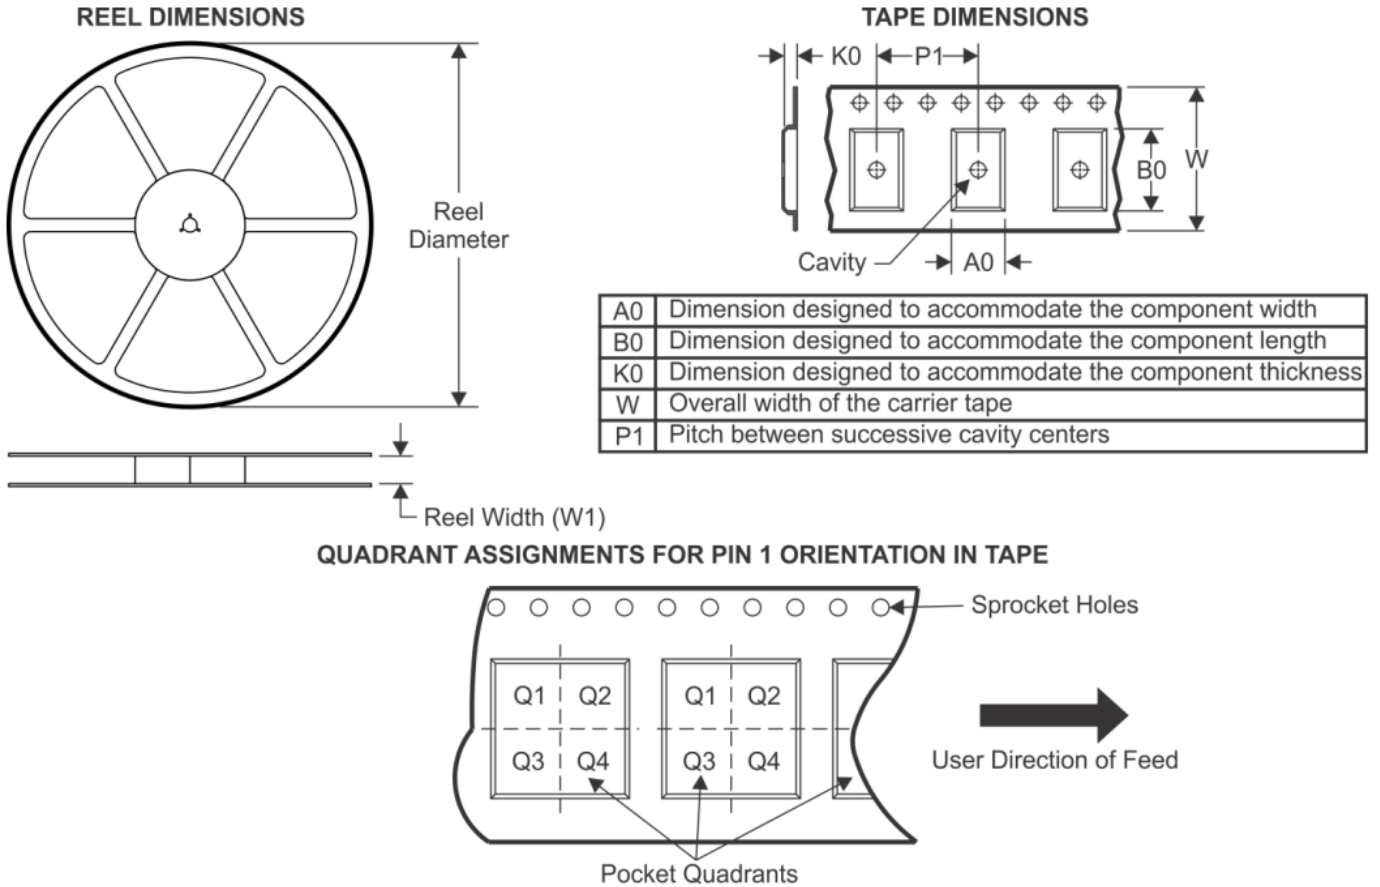 REEL DIMENSIONS
Reel
Diameter
Reel Width (W1)
TAPE DIMENSIONS
K0
P1
B0
W
Cavity
A0
A0 Dimension designed to accommodate the component width
B0 Dimension designed to accommodate the component length
K0 Dimension designed to accommodate the component thickness
W Overall width of the carrier tape
P1 Pitch between successive cavity centers
QUADRANT ASSIGNMENTS FOR PIN 1 ORIENTATION IN TAPE
Sprocket Holes
Q1 Q2 Q1 Q2
Q3 Q4 Q3 Q4
User Direction of Feed
Pocket Quadrants